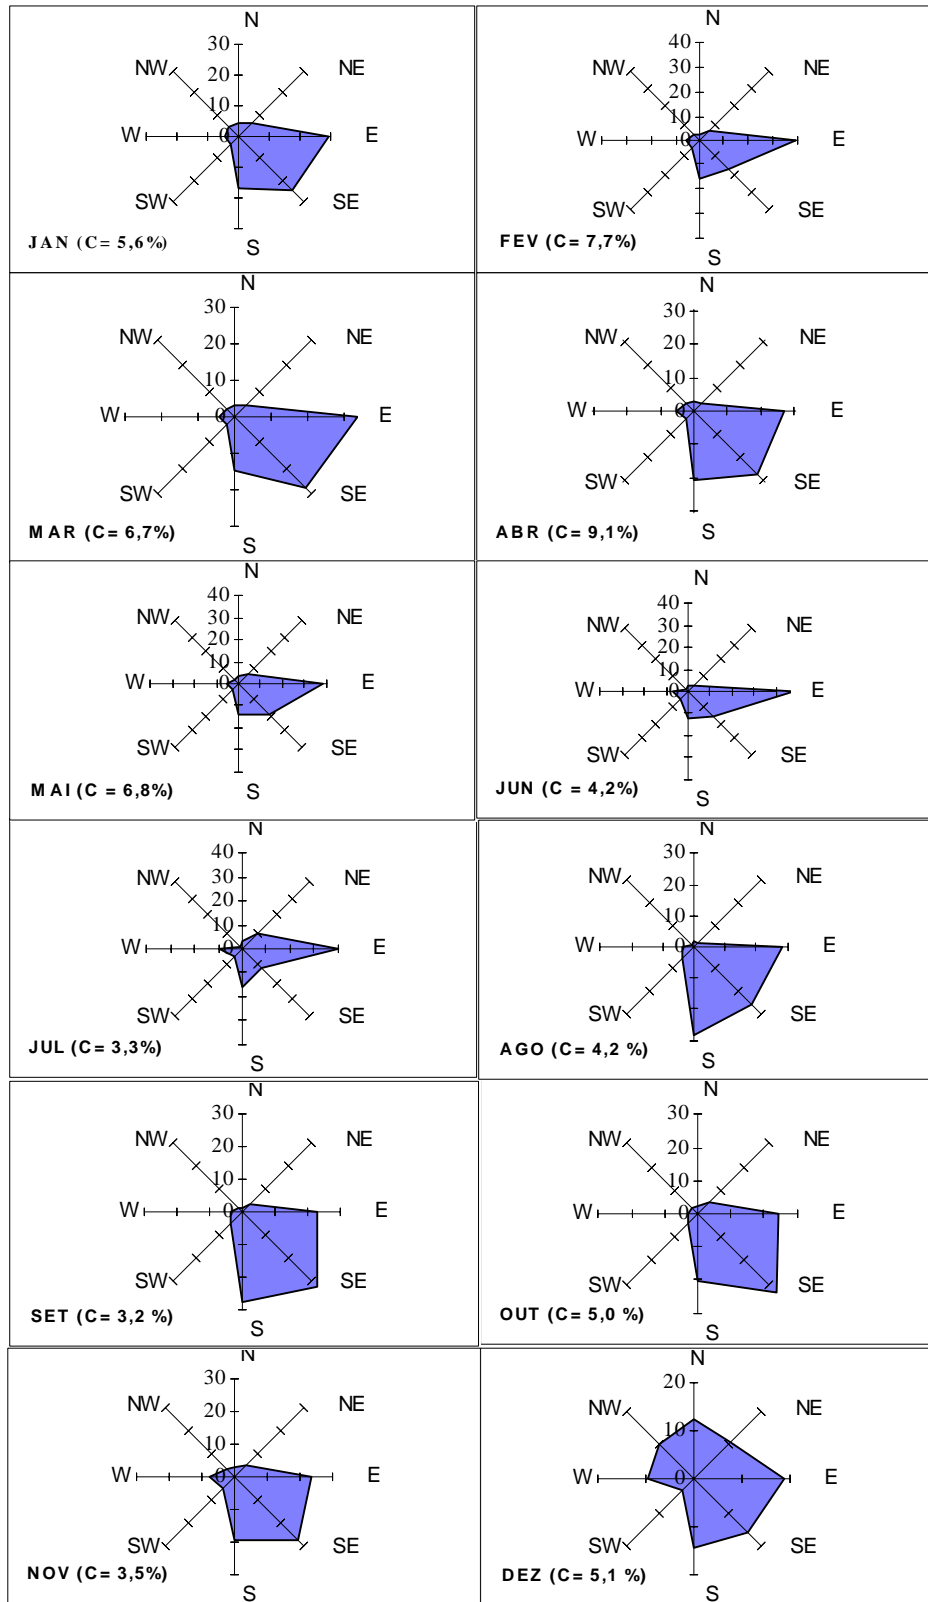 N
30
20
10
0
NW
NE
W
E
SW
SE
S
JAN (C= 5,6%)
N
40
30
20
10
0
NW
NE
W
E
SW
SE
S
FEV (C = 7,7%)
N
30
20
10
0
NW
NE
W
E
SW
SE
S
MAR (C= 6,7%)
N
30
20
10
0
NW
NE
W
E
SW
SE
S
ABR (C= 9,1%)
N
40
30
20
10
0
NW
NE
W
E
SW
SE
S
MAI (C = 6,8%)
N
40
30
20
10
0
NW
NE
W
E
SW
SE
S
JUN (C = 4,2%)
N
40
30
20
10
0
NW
NE
W
E
SW
SE
S
JUL (C= 3,3%)
N
30
20
10
0
NW
NE
W
E
SW
SE
S
AGO (C= 4,2 %)
N
30
20
10
0
NW
NE
W
E
SW
SE
S
SET (C= 3,2 %)
N
30
20
10
0
NW
NE
W
E
SW
SE
S
OUT (C= 5,0 %)
N
30
20
10
0
NW
NE
W
E
SW
SE
S
NOV (C= 3,5%)
N
20
10
0
NW
NE
W
E
SW
SE
S
DEZ (C= 5,1 %)